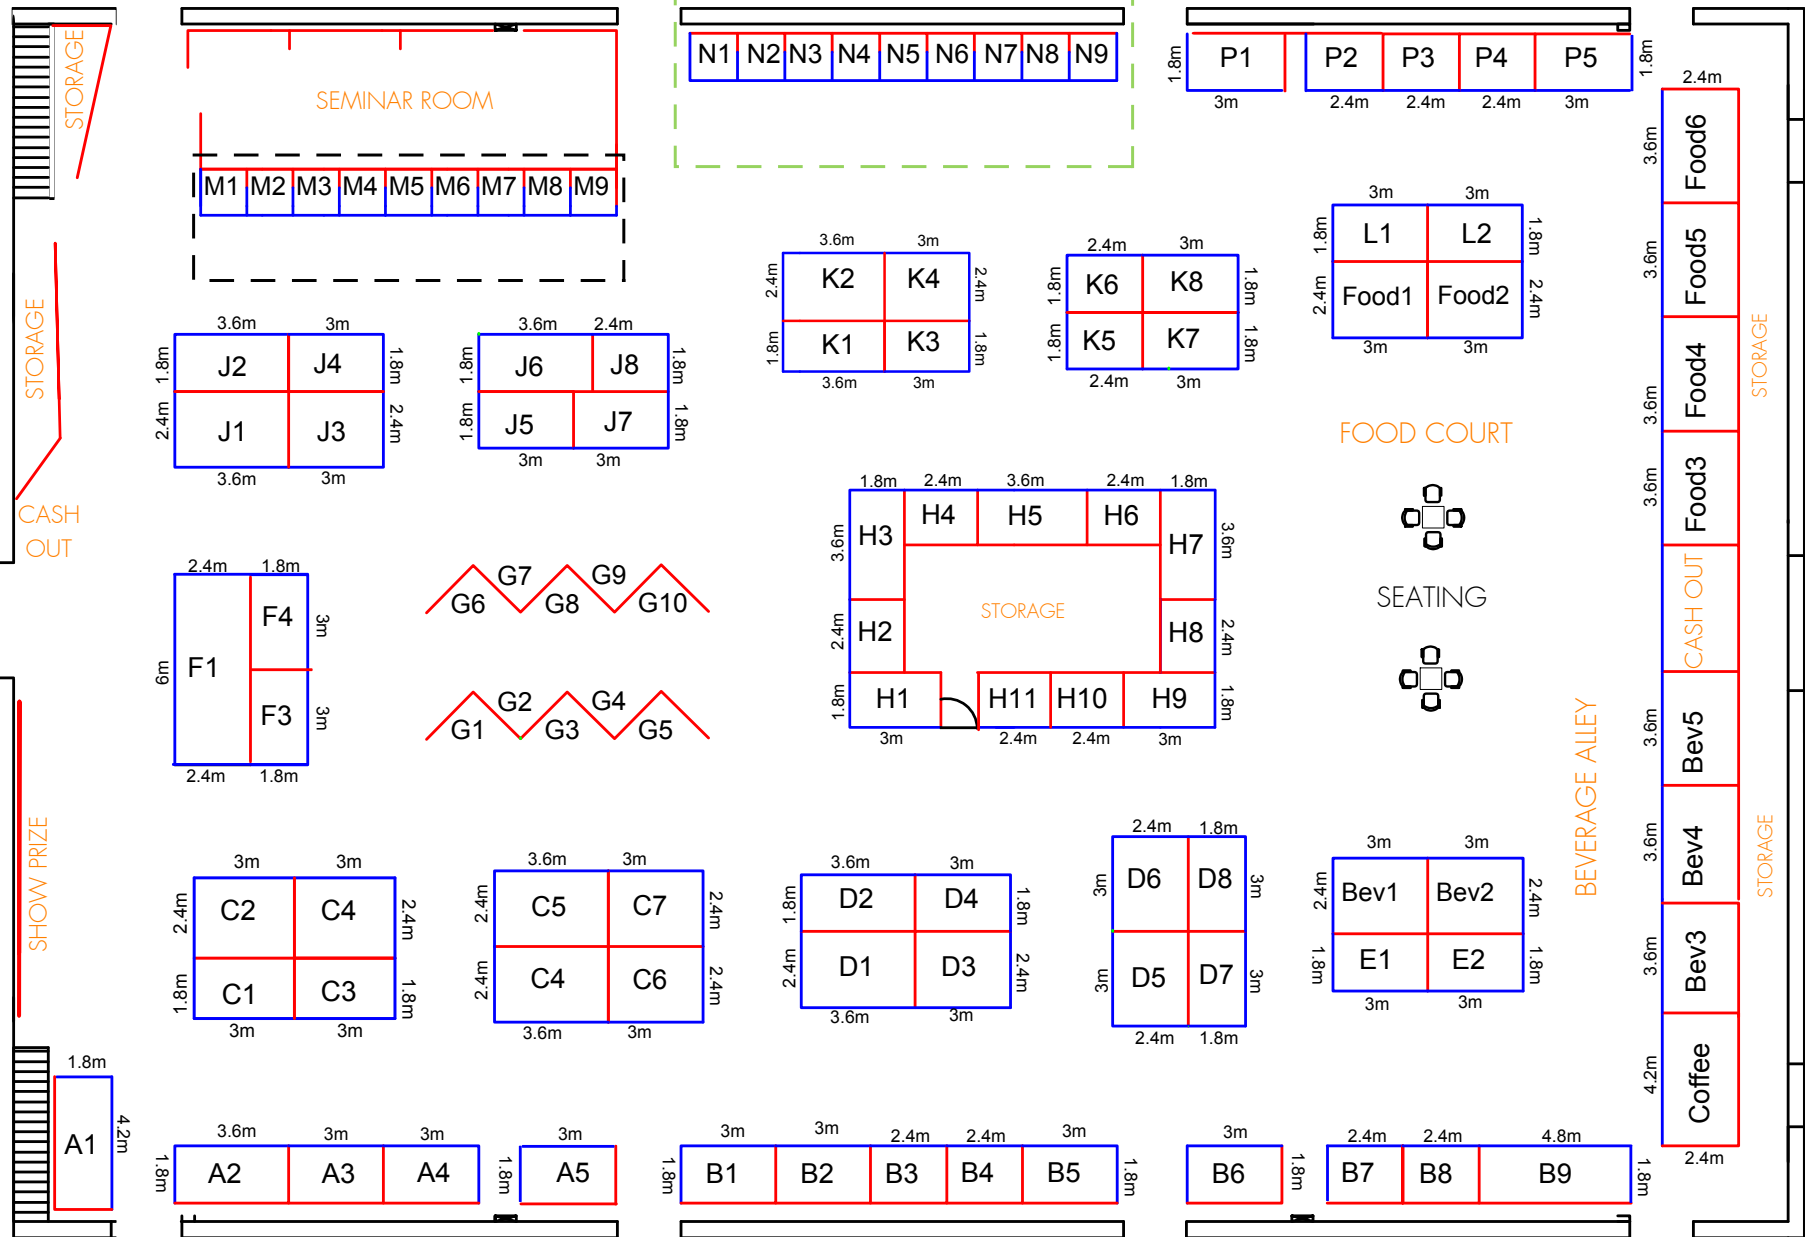 STORAGE
SEMINAR ROOM
M1 M2 M3 M4 M5 M6 M7 M8 M9
N1 N2 N3 N4 N5 N6 N7 N8 N9
1.8m P1 P2 P3 P4 P5 1.8m
3m 2.4m 2.4m 2.4m 3m
2.4m
3.6m Food6
3.6m Food5
3.6m Food4
3.6m Food3
CASH OUT
3.6m Bev5
3.6m Bev4
3.6m Bev3
4.2m Coffee
2.4m
STORAGE
STORAGE
3m 3m
1.8m L1 L2 1.8m
2.4m Food1 Food2 2.4m
3m 3m
3.6m 3m
2.4m K2 K4 2.4m
1.8m K1 K3 1.8m
3.6m 3m
2.4m 3m
1.8m K6 K8 1.8m
1.8m K5 K7 1.8m
2.4m 3m
STORAGE
3.6m 3m
1.8m J2 J4 1.8m
2.4m J1 J3 2.4m
3.6m 3m
3.6m 2.4m
1.8m J6 J8 1.8m
1.8m J5 J7 1.8m
3m 3m
FOOD COURT
SEATING
BEVERAGE ALLEY
CASH
OUT
1.8m 2.4m 3.6m 2.4m 1.8m
3.6m H3 H4 H5 H6 H7 3.6m
STORAGE
2.4m H2 H8 2.4m
1.8m H1 H11 H10 H9 1.8m
3m 2.4m 2.4m 3m
2.4m 1.8m
6m F1 F4 3m
F3 3m
2.4m 1.8m
G7 G9
G6 G8 G10
G2 G4
G1 G3 G5
SHOW PRIZE
3m 3m
2.4m C2 C4 2.4m
1.8m C1 C3 1.8m
3m 3m
3.6m 3m
2.4m C5 C7 2.4m
2.4m C4 C6 2.4m
3.6m 3m
3.6m 3m
1.8m D2 D4 1.8m
2.4m D1 D3 2.4m
3.6m 3m
2.4m 1.8m
3m D6 D8 3m
3m D5 D7 3m
2.4m 1.8m
3m 3m
2.4m Bev1 Bev2 2.4m
1.8m E1 E2 1.8m
3m 3m
1.8m
A1 4.2m
3.6m 3m 3m 3m
1.8m A2 A3 A4 1.8m A5
3m 3m 2.4m 2.4m 3m
1.8m B1 B2 B3 B4 B5 1.8m
3m 2.4m 2.4m 4.8m
B6 1.8m B7 B8 B9 1.8m